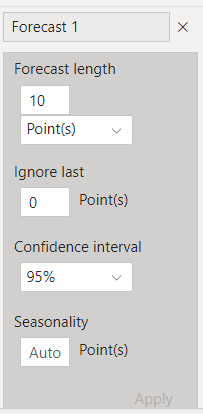 Forecast 1
Forecast length
10
Point(s)
Ignore last
0 Point(s)
Confidence interval
95%
Seasonality
Auto Point(s)
Apply